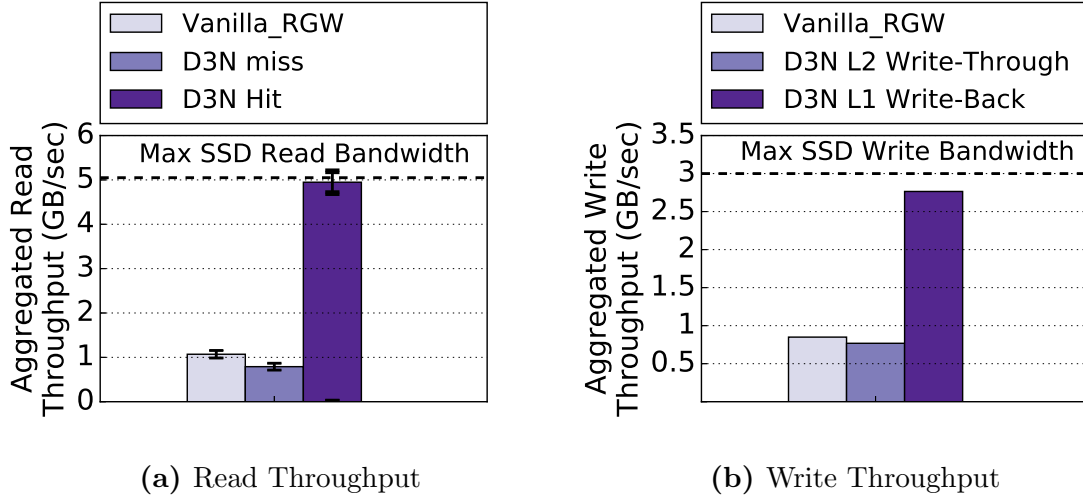 Vanilla_RGW
D3N miss
D3N Hit
Aggregated Read
Throughput (GB/sec)
6
5
4
3
2
1
0
Max SSD Read Bandwidth
(a) Read Throughput
Vanilla_RGW
D3N L2 Write-Through
D3N L1 Write-Back
Aggregated Write
Throughput (GB/sec)
3.5
3
2.5
2
1.5
1
0.5
Max SSD Write Bandwidth
(b) Write Throughput